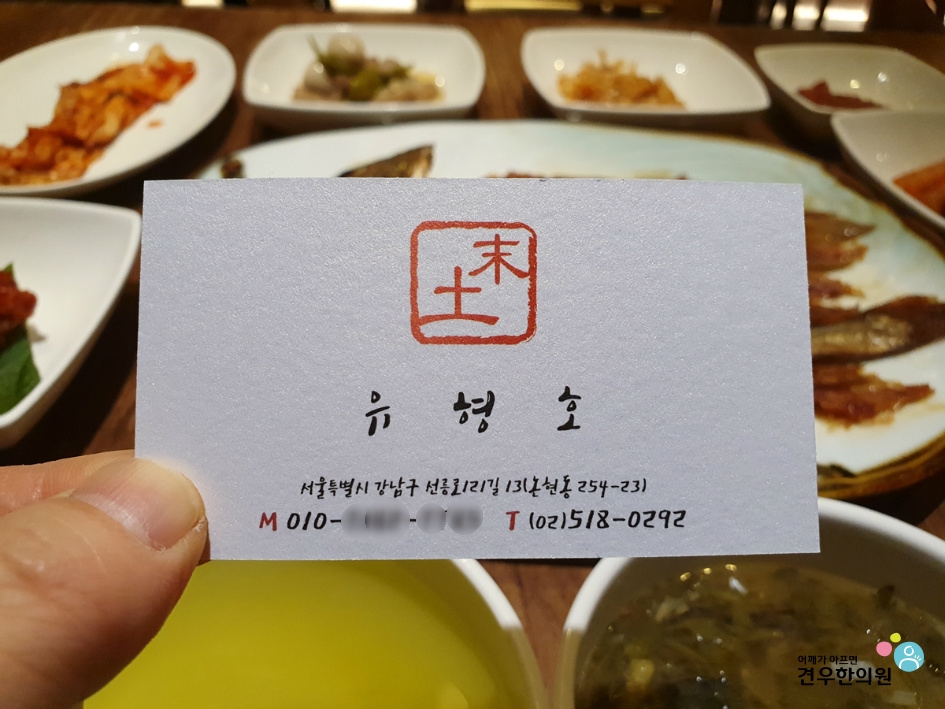 末土
유 형 호
서울특별시 강남구 선릉로121길 13(논현동 254-23)
M 010- T (02)518-0292
어깨가 아프면
견우한의원